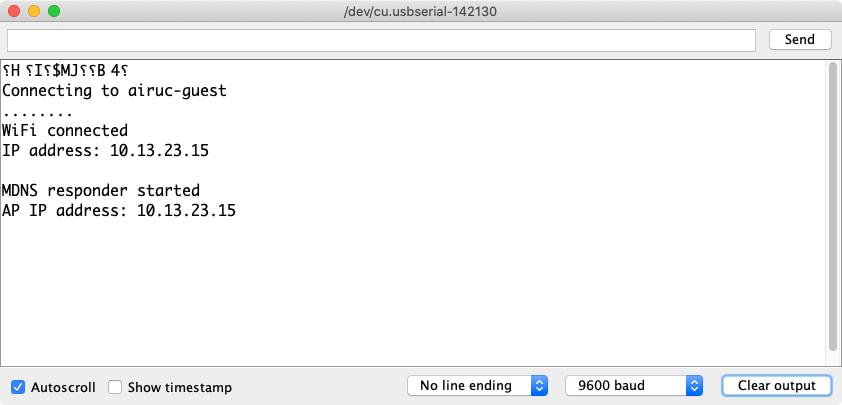 /dev/cu.usbserial-142130
Send
⸮H ⸮I⸮$MJ⸮⸮B 4⸮
Connecting to airuc-guest
........
WiFi connected
IP address: 10.13.23.15
MDNS responder started
AP IP address: 10.13.23.15
Autoscroll
Show timestamp
No line ending
9600 baud
Clear output